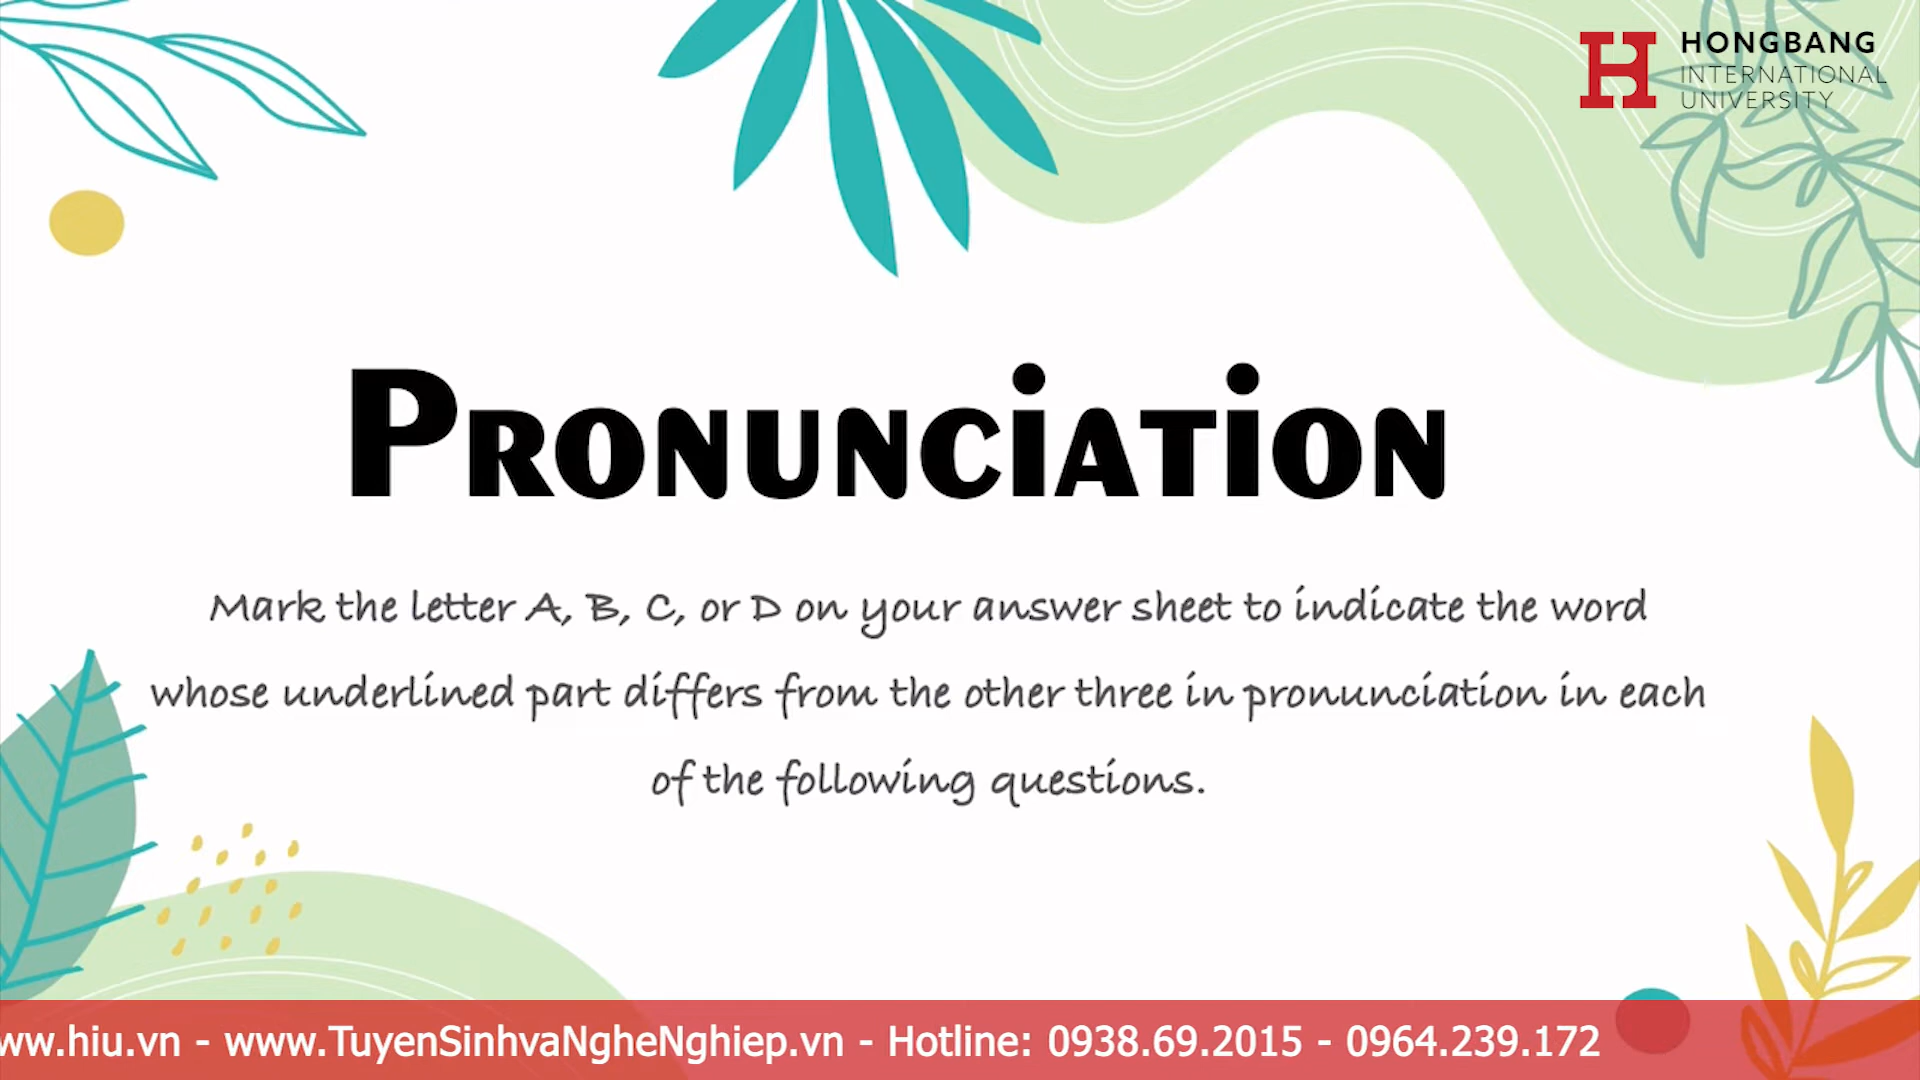 HONGBANG
INTERNATIONAL
UNIVERSITY
PRONUNCiATiON
Mark the letter A, B, C, or D on your answer sheet to indicate the word
whose underlined part differs from the other three in pronunciation in each
of the following questions.
ww.hiu.vn - www.TuyenSinhvaNgheNghiep.vn - Hotline: 0938.69.2015 - 0964.239.172